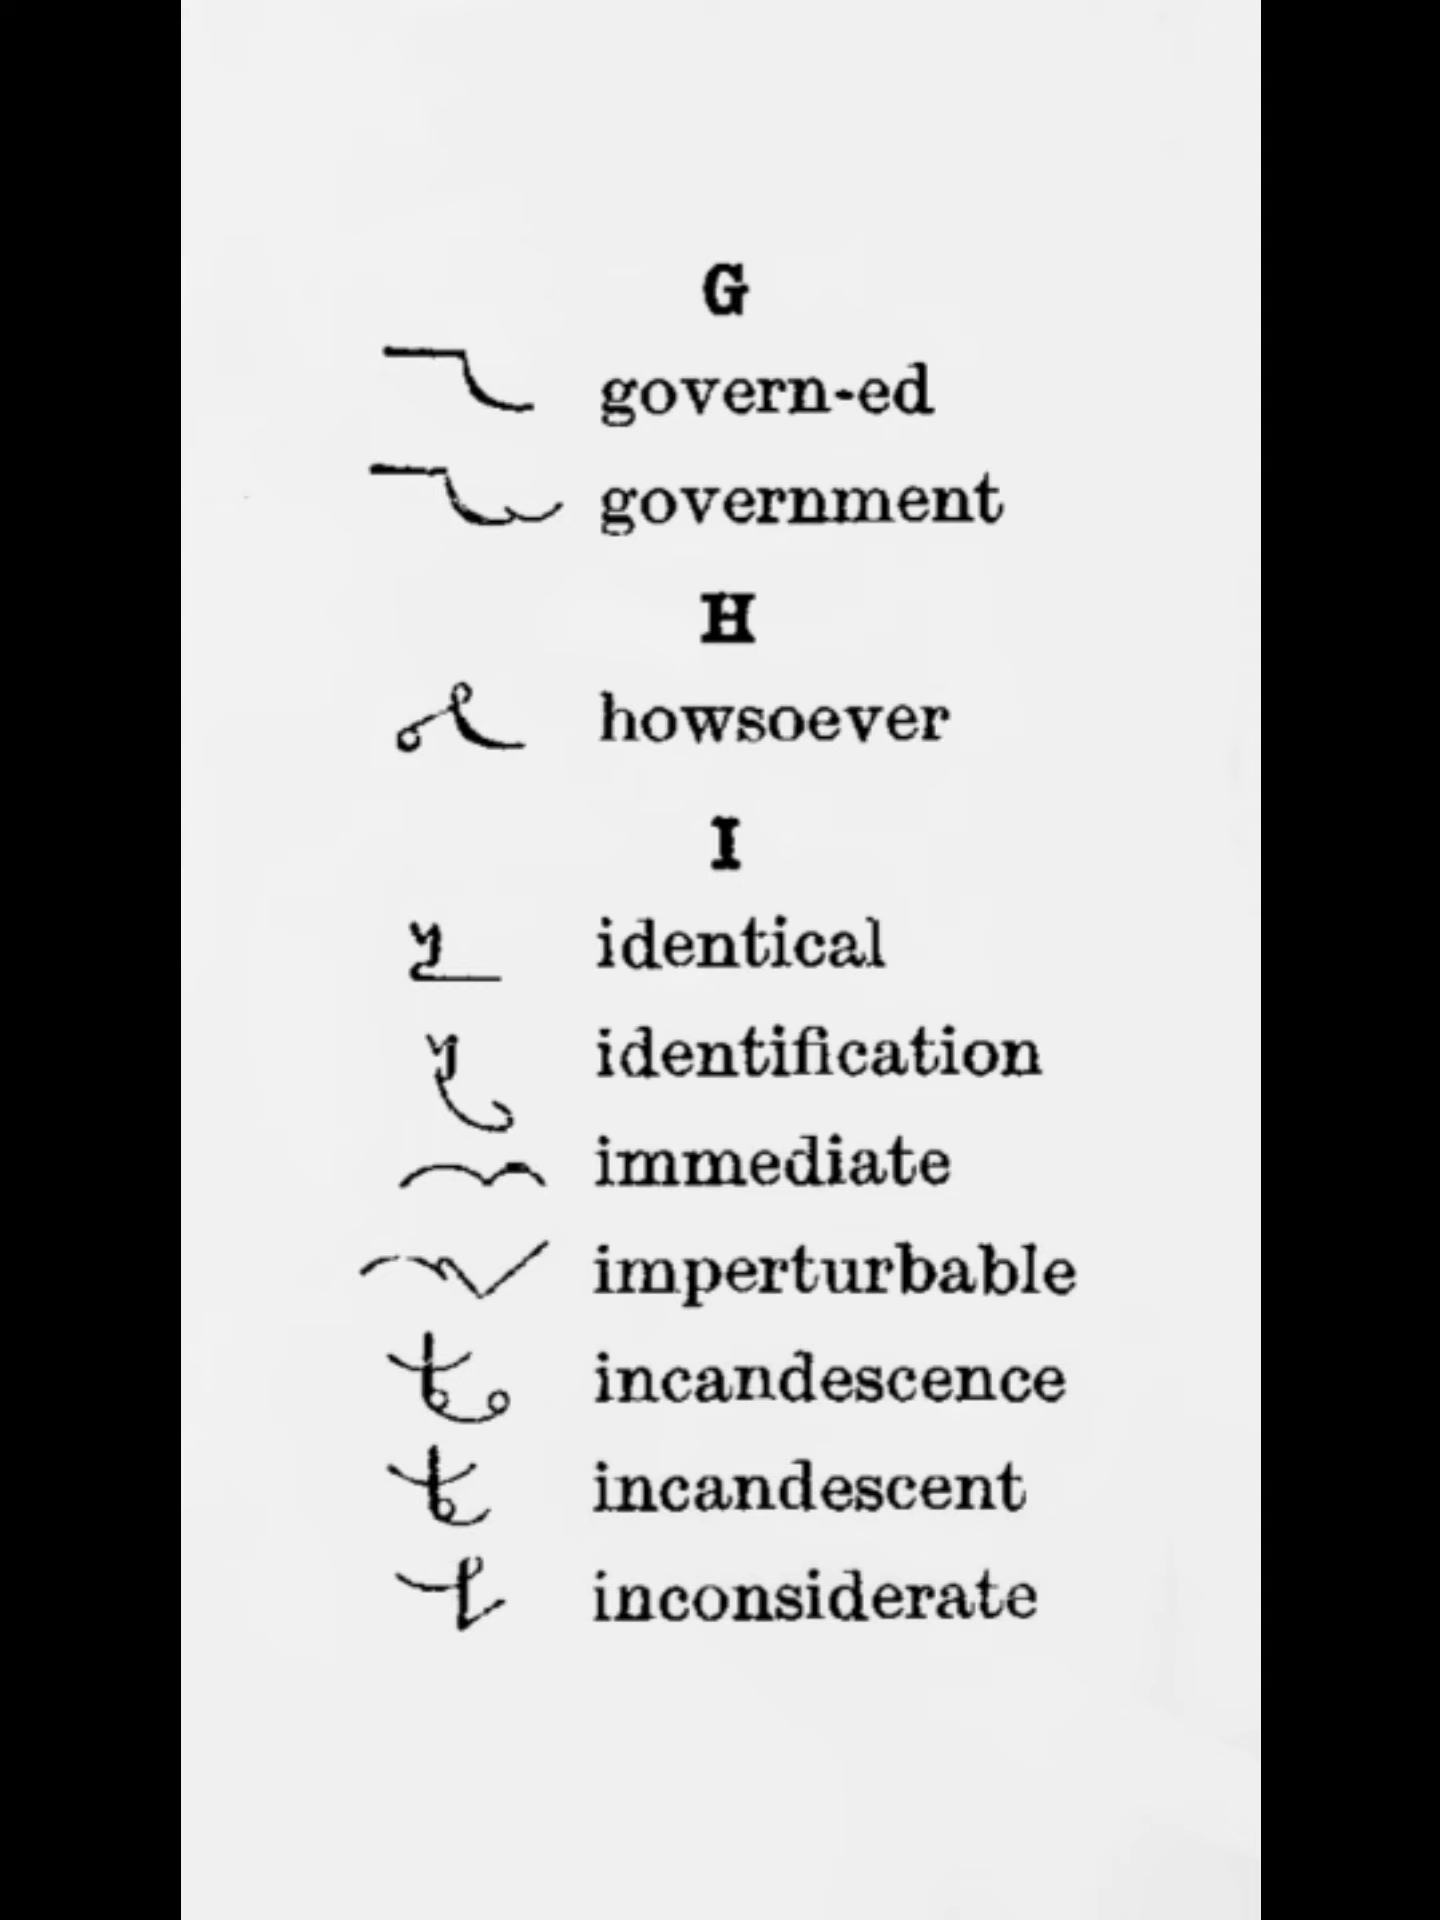 G
govern-ed
government
H
howsoever
I
identical
identification
immediate
imperturbable
incandescence
incandescent
inconsiderate